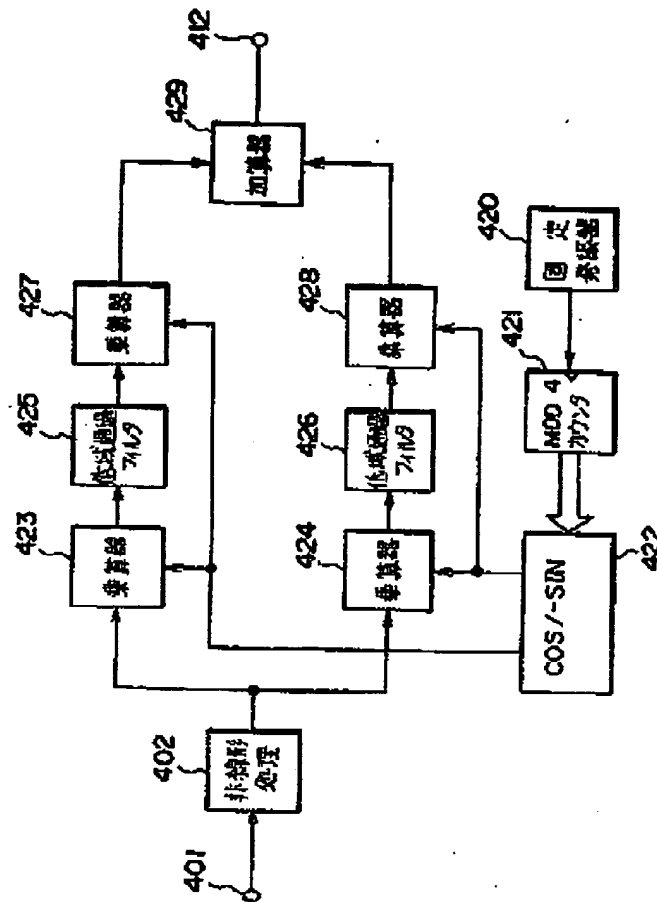 401
402
非線形
処理
423
乗算器
425
低域通過
フィルタ
427
乗算器
429
加算器
412
424
乗算器
426
低域通過
フィルタ
428
乗算器
422
COS/-SIN
421
MOD 4
カウンタ
420
固定
発振器